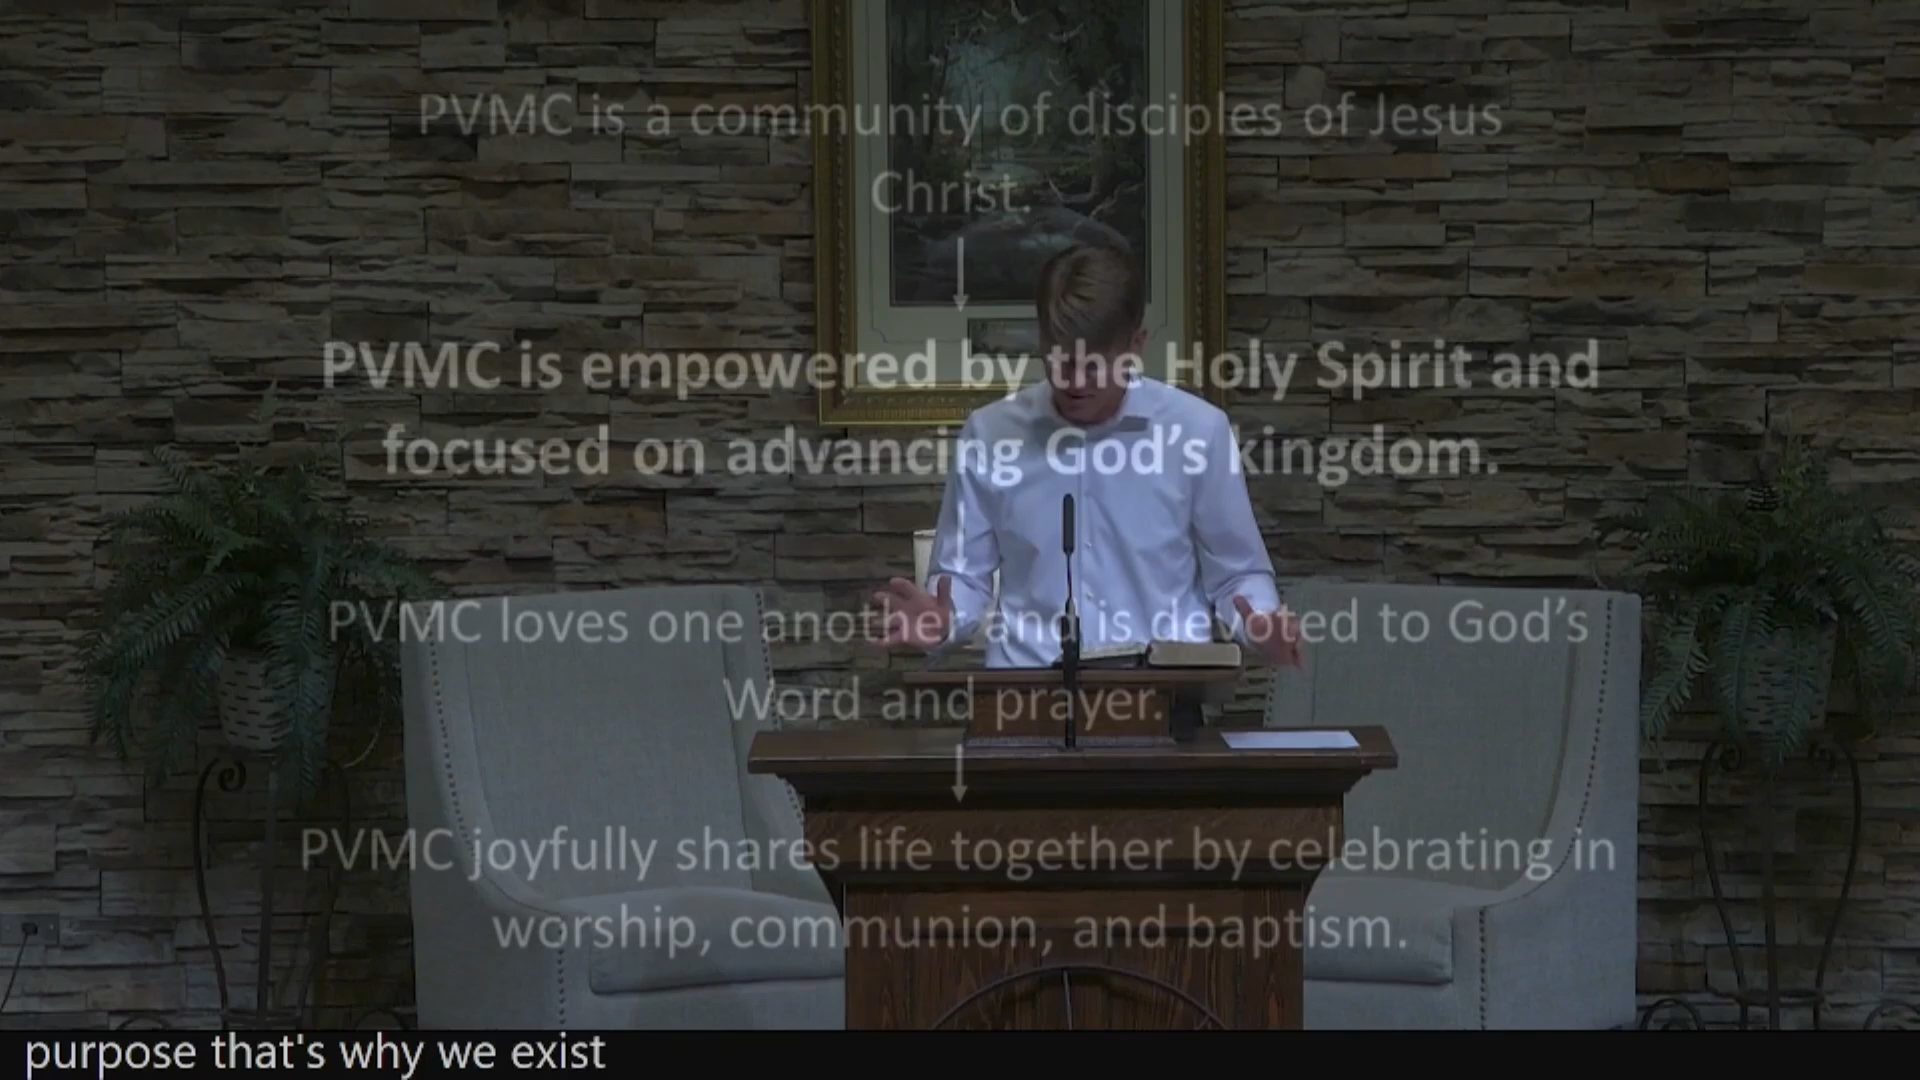 PVMC is a community of disciples of Jesus
Christ.
PVMC is empowered by the Holy Spirit and
focused on advancing God's kingdom.
PVMC loves one another and is devoted to God's
Word and prayer.
PVMC joyfully shares life together by celebrating in
worship, communion, and baptism.
purpose that's why we exist